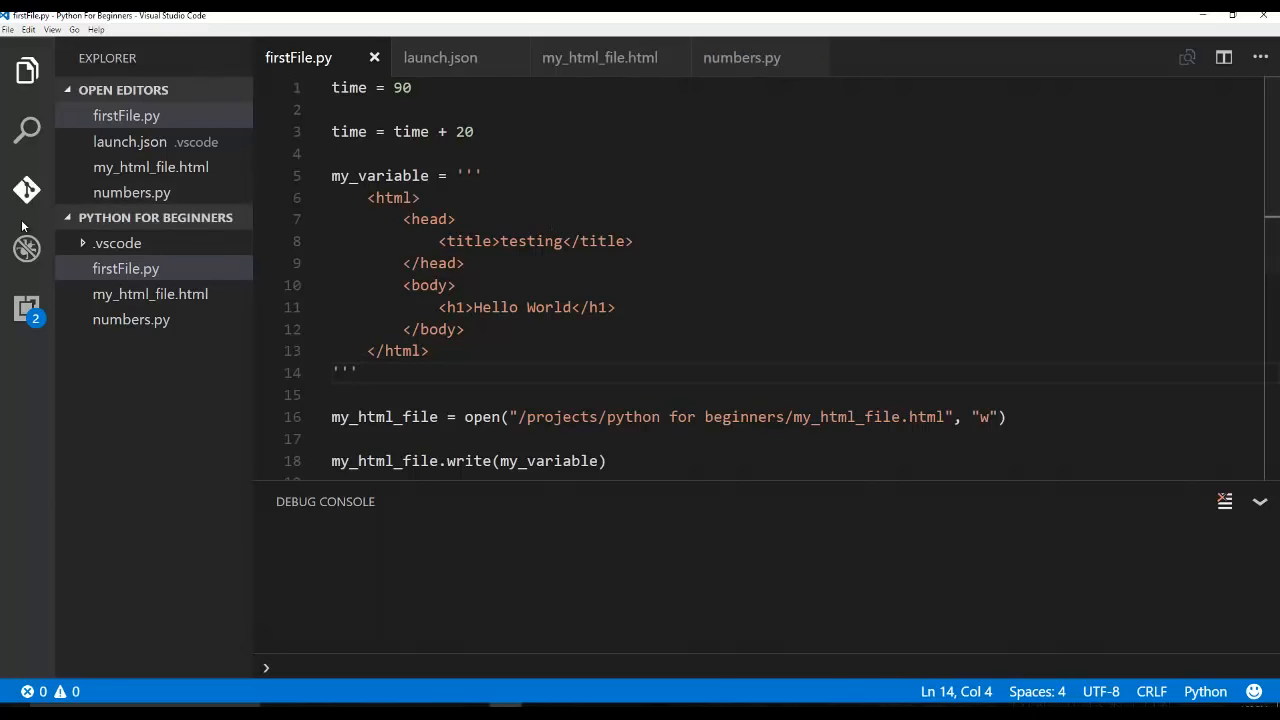 firstFile.py - Python For Beginners - Visual Studio Code
File Edit View Go Help
EXPLORER
OPEN EDITORS
firstFile.py
launch.json .vscode
my_html_file.html
numbers.py
PYTHON FOR BEGINNERS
.vscode
firstFile.py
my_html_file.html
numbers.py
2
firstFile.py launch.json my_html_file.html numbers.py
1 time = 90
2
3 time = time + 20
4
5 my_variable = '''
6 <html>
7 <head>
8 <title>testing</title>
9 </head>
10 <body>
11 <h1>Hello World</h1>
12 </body>
13 </html>
14 '''
15
16 my_html_file = open("/projects/python for beginners/my_html_file.html", "w")
17
18 my_html_file.write(my_variable)
DEBUG CONSOLE
0 0 Ln 14, Col 4 Spaces: 4 UTF-8 CRLF Python